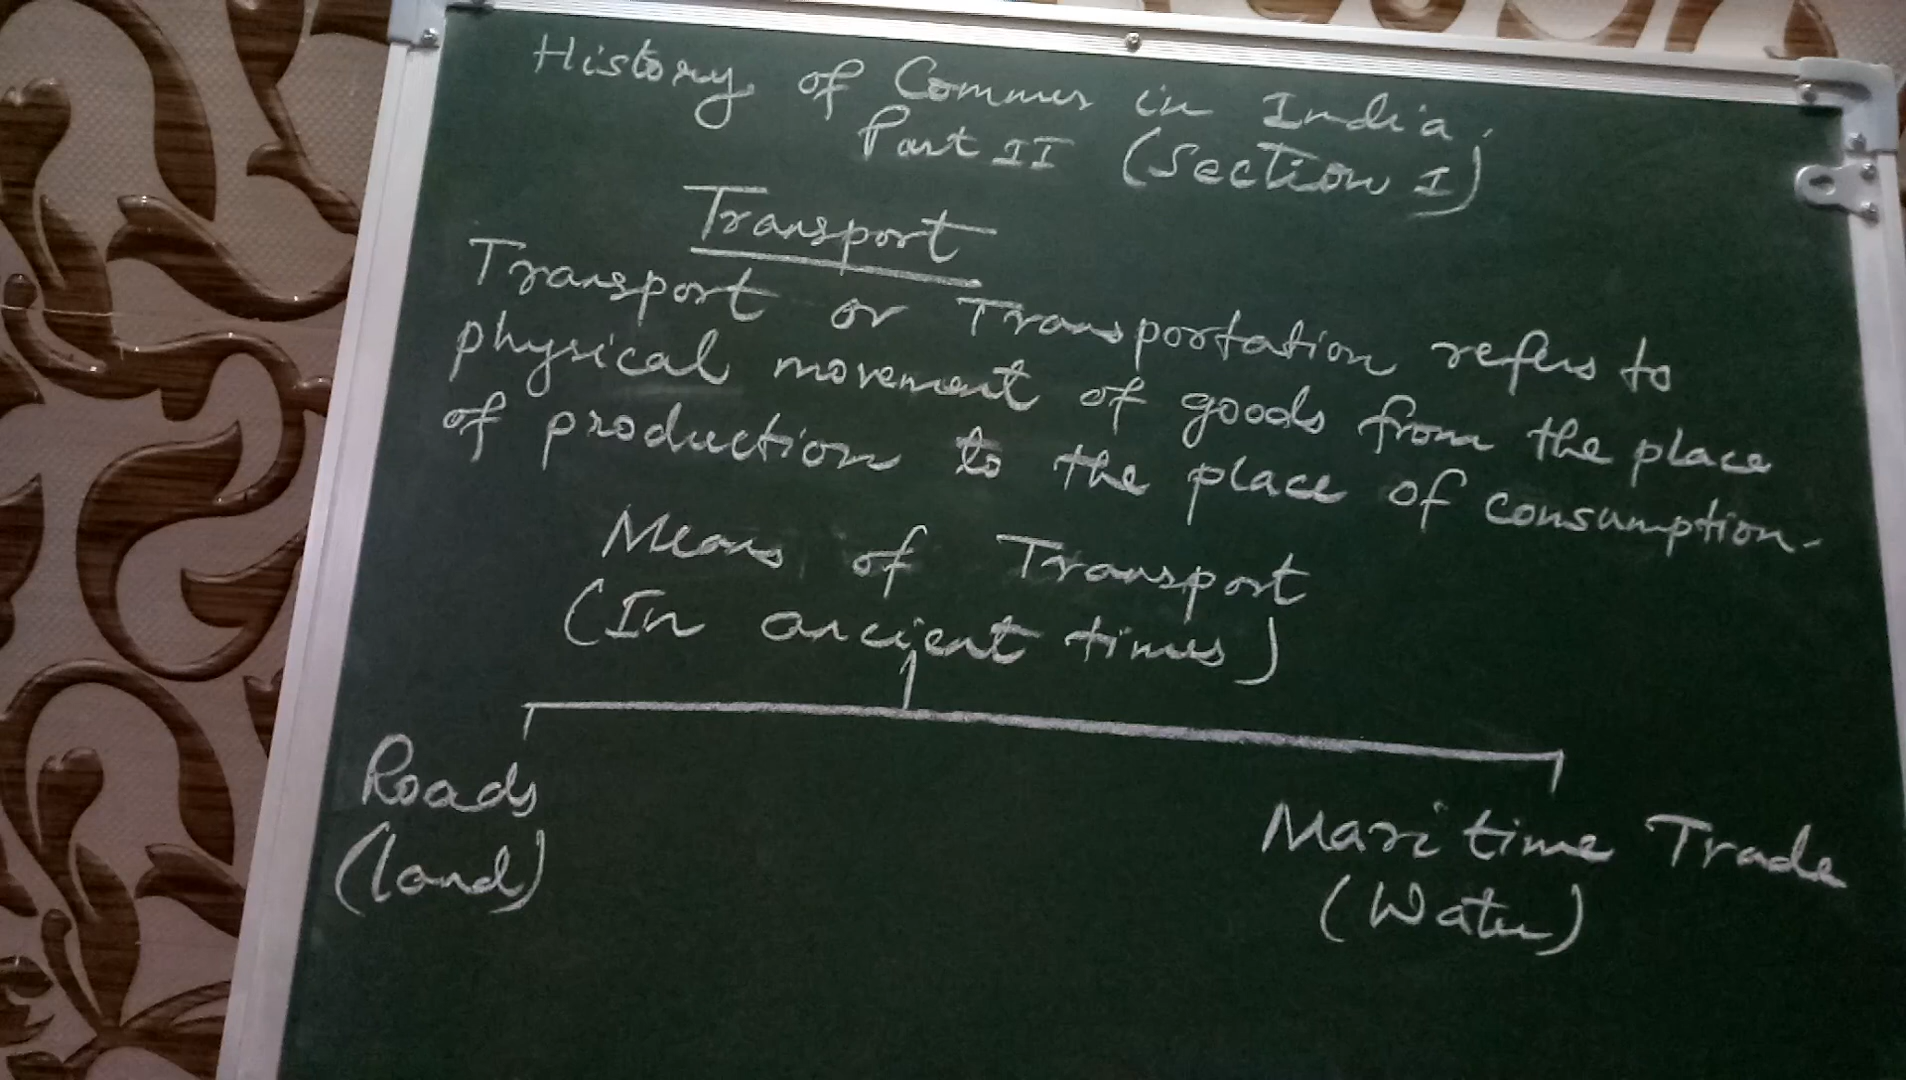 History of Commer in India.
Part II (Section I)
Transport
Transport or Transportation refers to
physical movement of goods from the place
of production to the place of consumption.
Means of Transport
(In ancient times)
Roads
(land)
Maritime Trade
(Water)